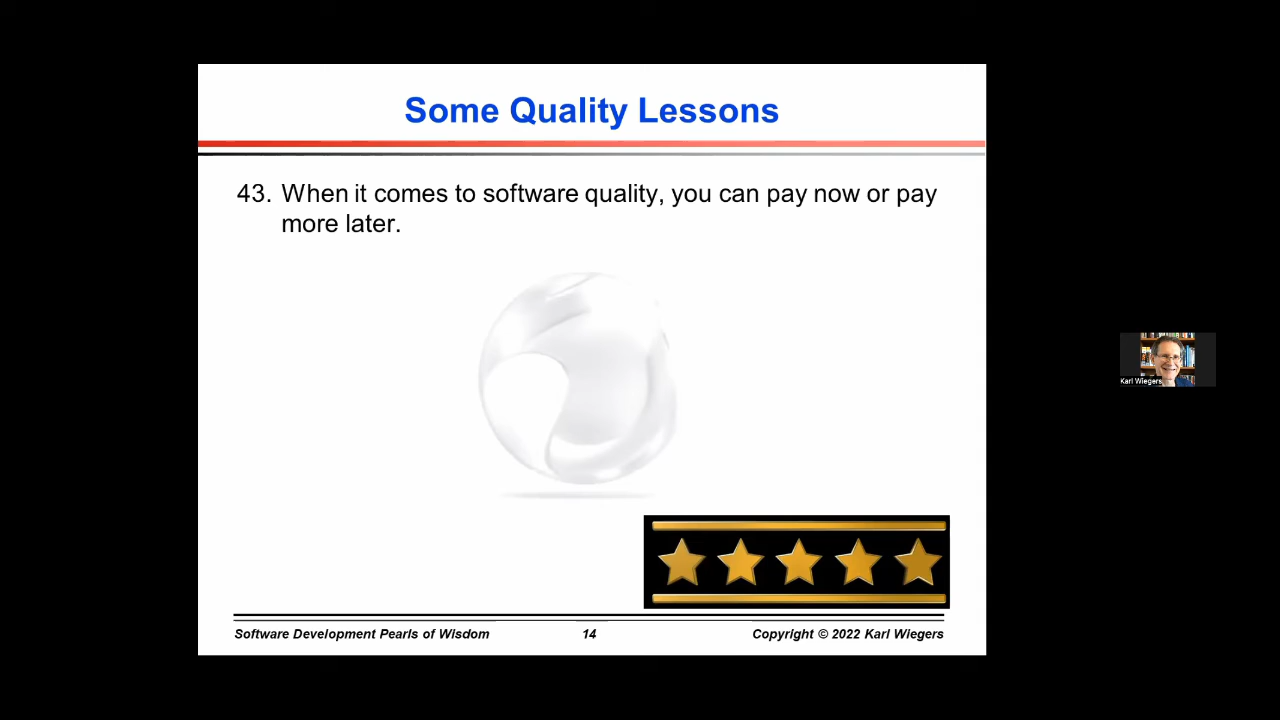 Some Quality Lessons
43. When it comes to software quality, you can pay now or pay
more later.
Karl Wiegers
Software Development Pearls of Wisdom 14 Copyright © 2022 Karl Wiegers